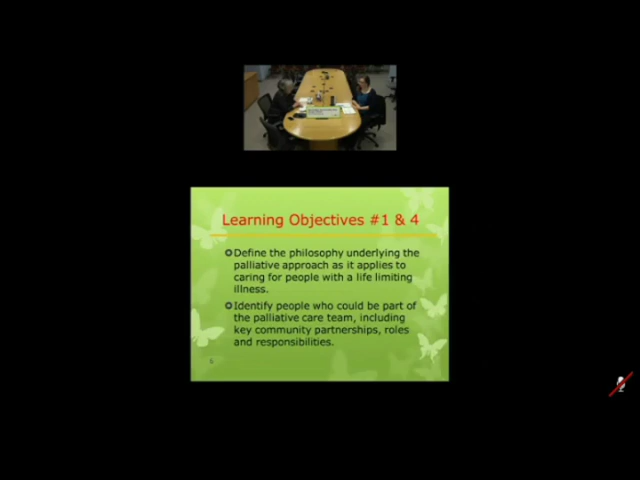 Learning Objectives #1 & 4
Define the philosophy underlying the
palliative approach as it applies to
caring for people with a life limiting
illness.
Identify people who could be part of
the palliative care team, including
key community partnerships, roles
and responsibilities.